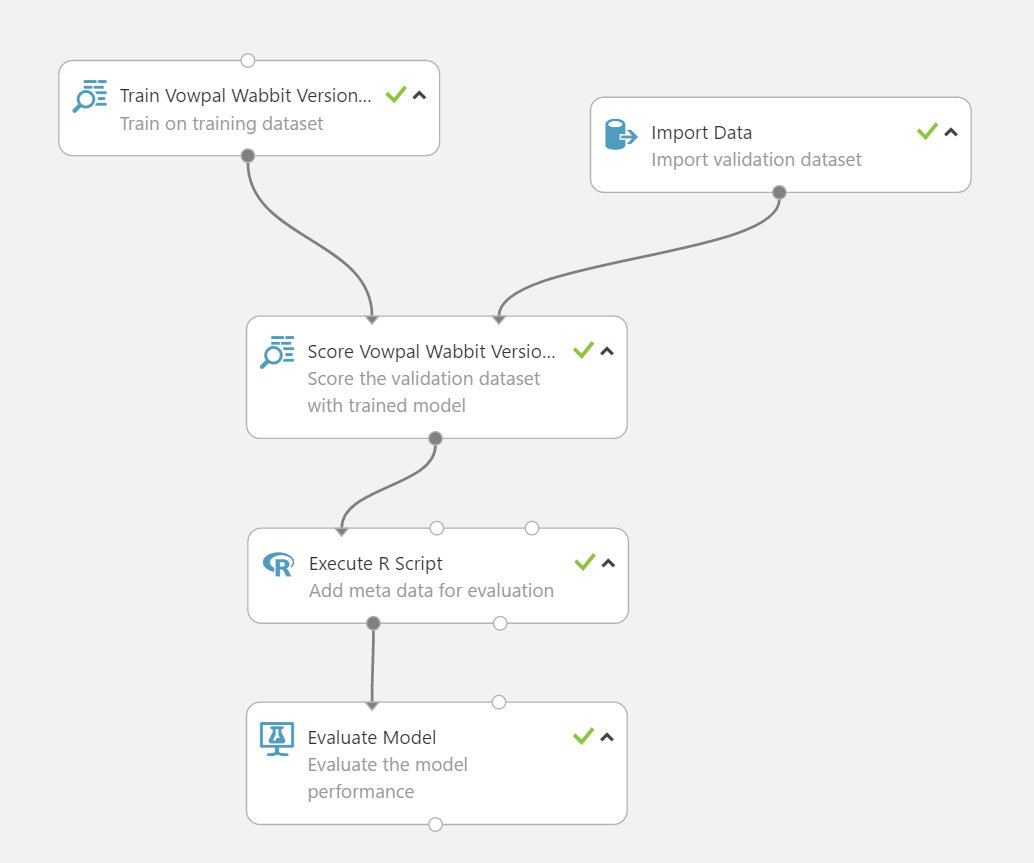 Train Vowpal Wabbit Version...
Train on training dataset
Import Data
Import validation dataset
Score Vowpal Wabbit Versio...
Score the validation dataset
with trained model
Execute R Script
Add meta data for evaluation
Evaluate Model
Evaluate the model
performance